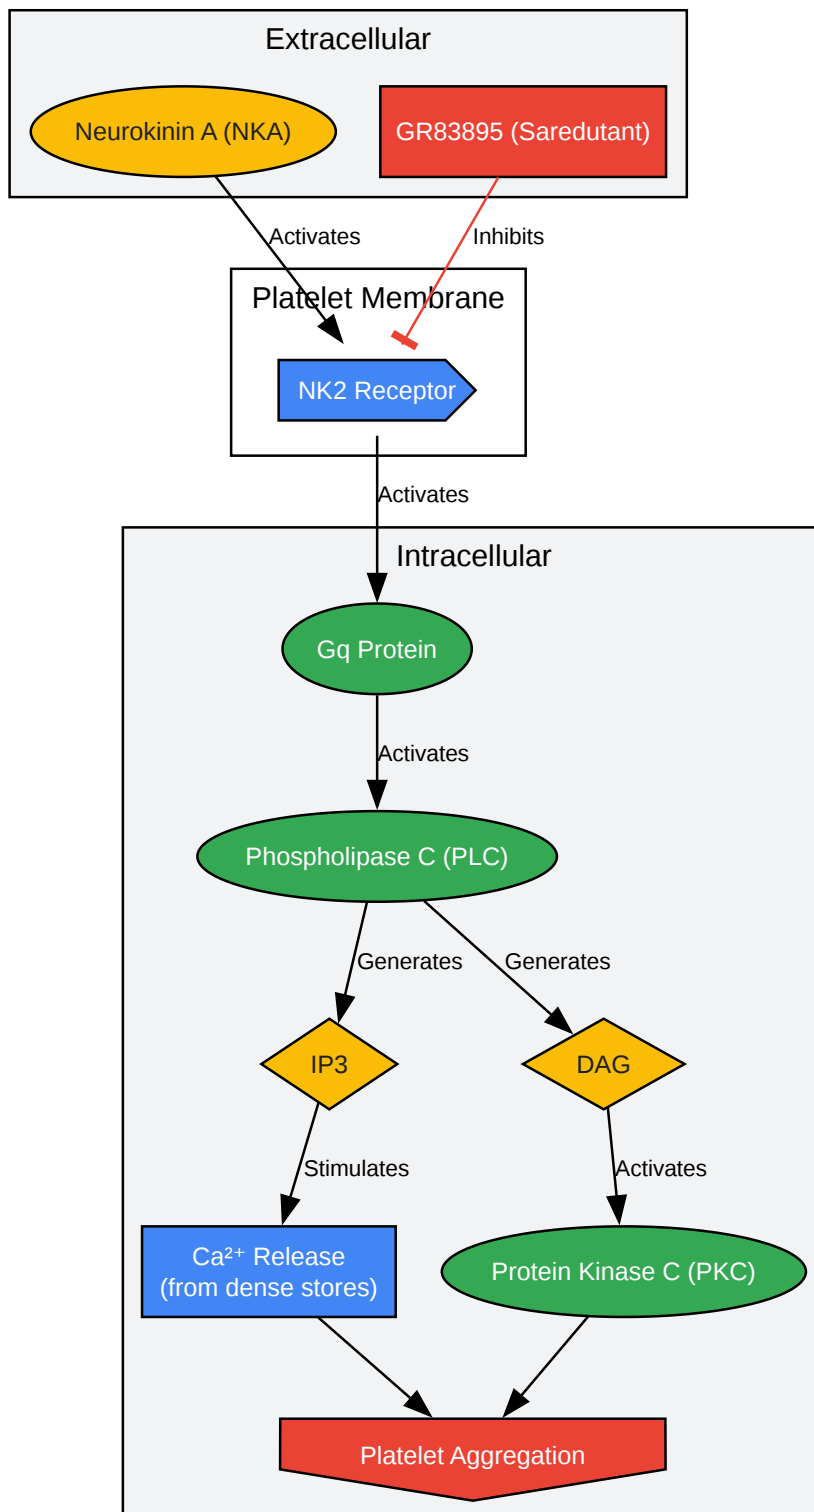 Extracellular
Neurokinin A (NKA)
GR83895 (Saredutant)
Activates
Inhibits
Platelet Membrane
NK2 Receptor
Activates
Intracellular
Gq Protein
Activates
Phospholipase C (PLC)
Generates
Generates
IP3
DAG
Stimulates
Activates
Ca²⁺ Release
(from dense stores)
Protein Kinase C (PKC)
Platelet Aggregation